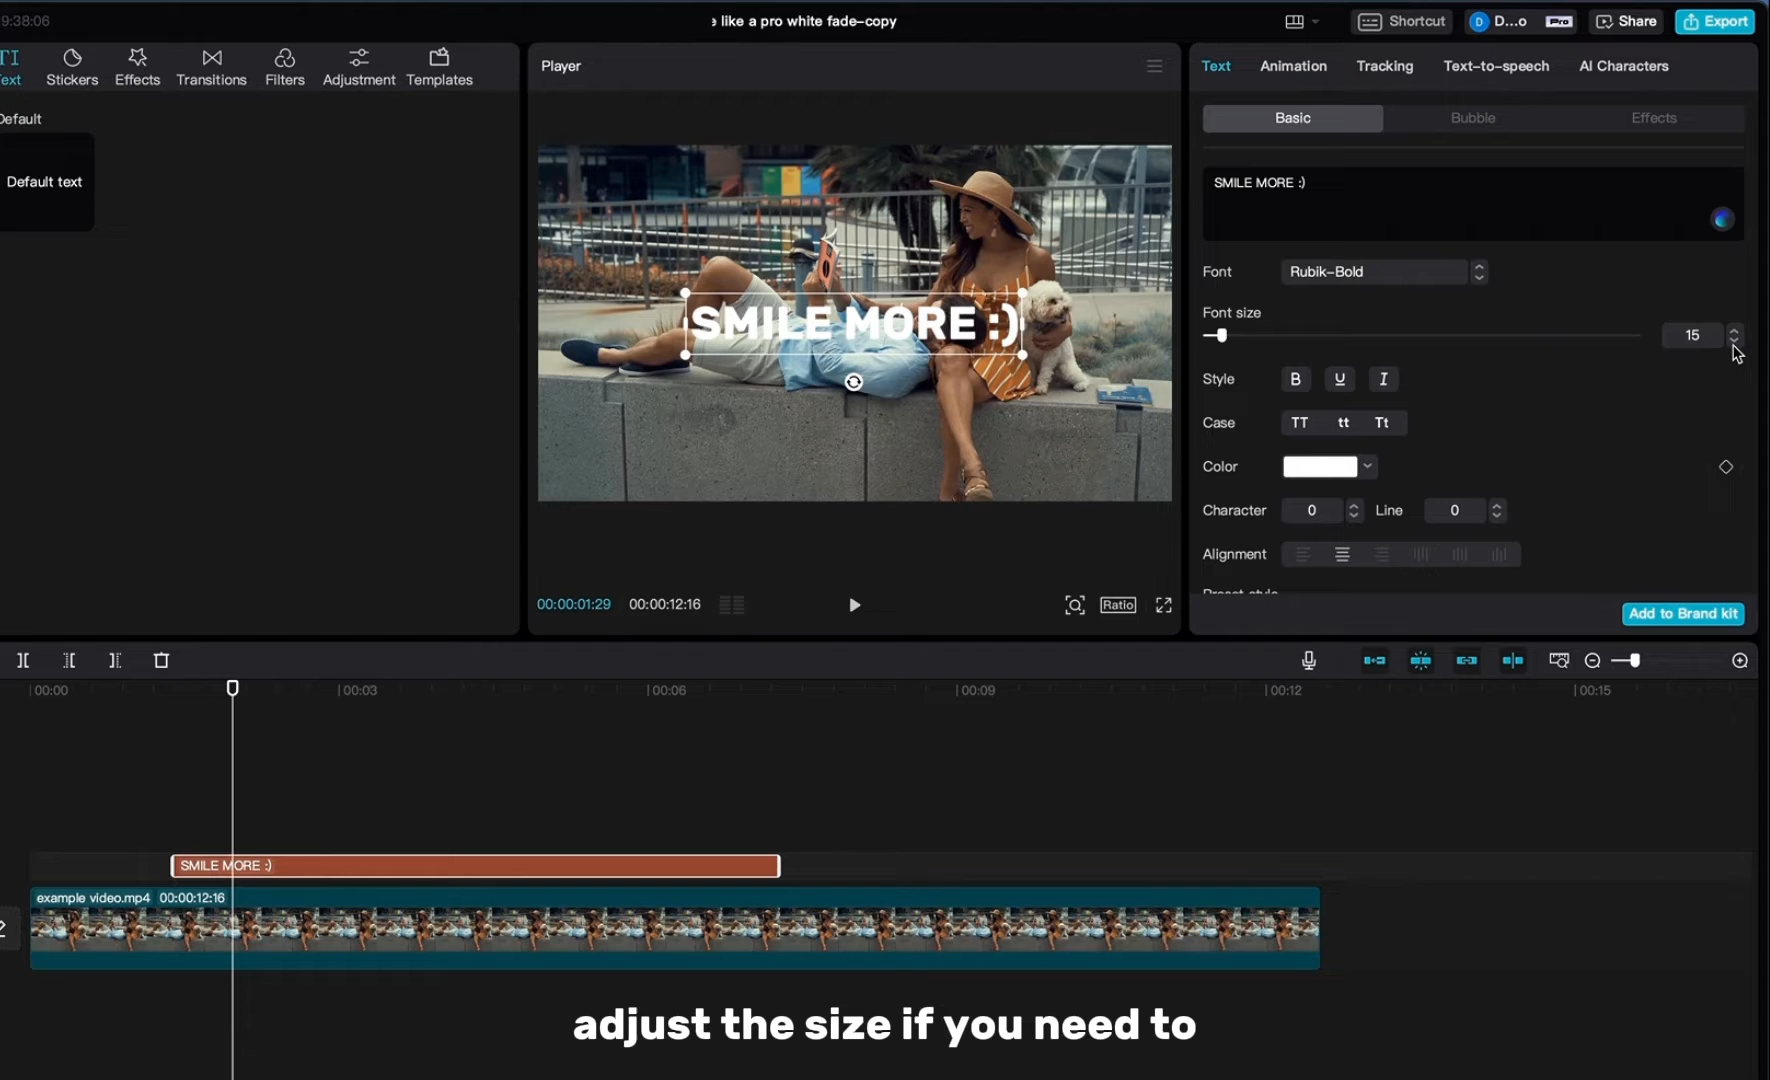 9:38:06
like a pro white fade-copy
Shortcut
D
D...o
Pro
Share
Export
Text
Stickers
Effects
Transitions
Filters
Adjustment
Templates
Default
Default text
Player
SMILE MORE :)
00:00:01:29
00:00:12:16
Ratio
Text
Animation
Tracking
Text-to-speech
AI Characters
Basic
Bubble
Effects
SMILE MORE :)
Font
Rubik-Bold
Font size
15
Style
B
U
I
Case
TT
tt
Tt
Color
Character
0
Line
0
Alignment
Preset style
Add to Brand kit
00:00
00:03
00:06
00:09
00:12
00:15
SMILE MORE :)
example video.mp4 00:00:12:16
adjust the size if you need to